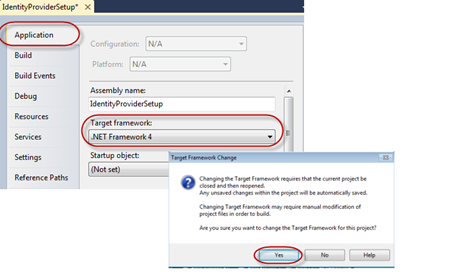 IdentityProviderSetup*
Application
Build
Build Events
Debug
Resources
Services
Settings
Reference Paths
Configuration: N/A
Platform: N/A
Assembly name:
IdentityProviderSetup
Target framework:
.NET Framework 4
Startup object:
(Not set)
Target Framework Change
Changing the Target Framework requires that the current project be
closed and then reopened.
Any unsaved changes within the project will be automatically saved.
Changing Target Framework may require manual modification of
project files in order to build.
Are you sure you want to change the Target Framework for this project?
Yes No Help